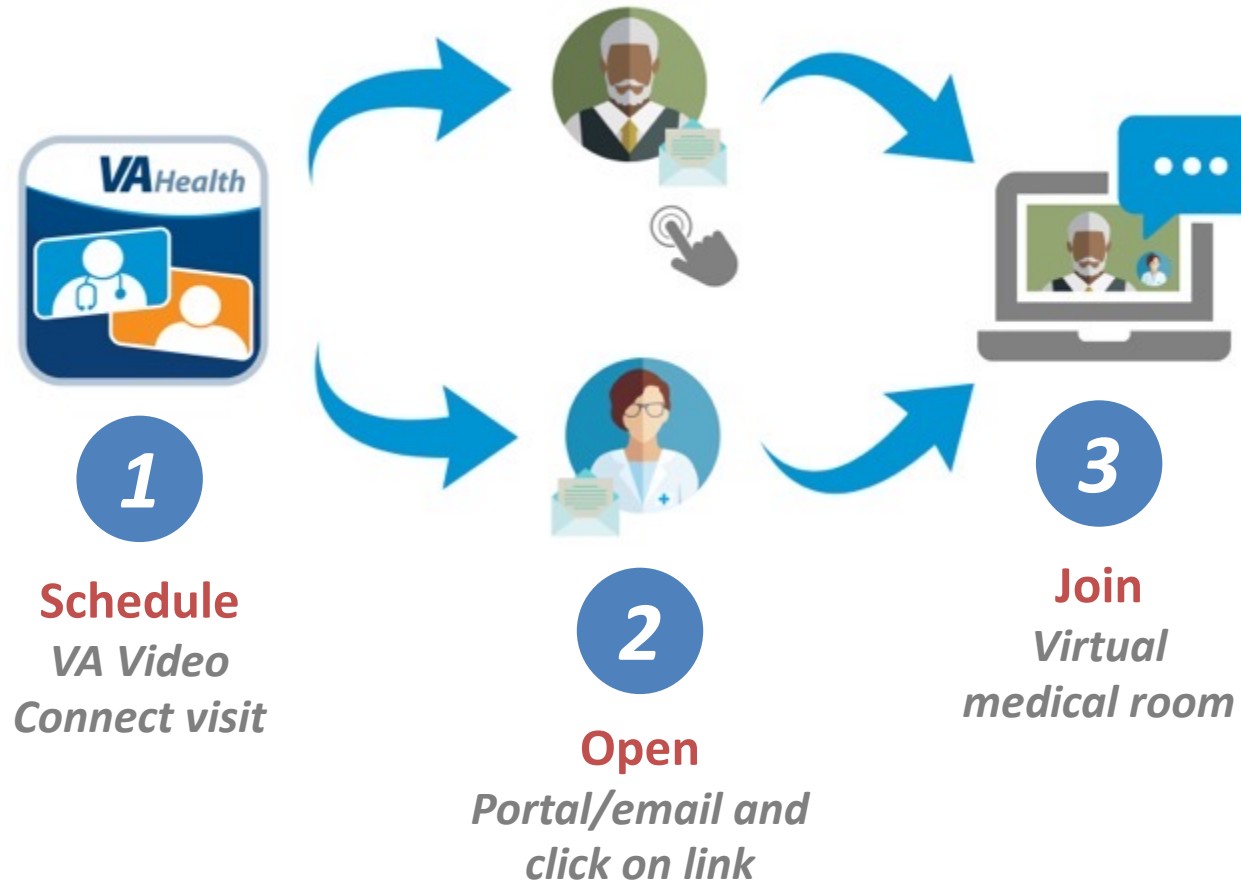 VA Health
1
Schedule
VA Video
Connect visit
2
Open
Portal/email and
click on link
3
Join
Virtual
medical room